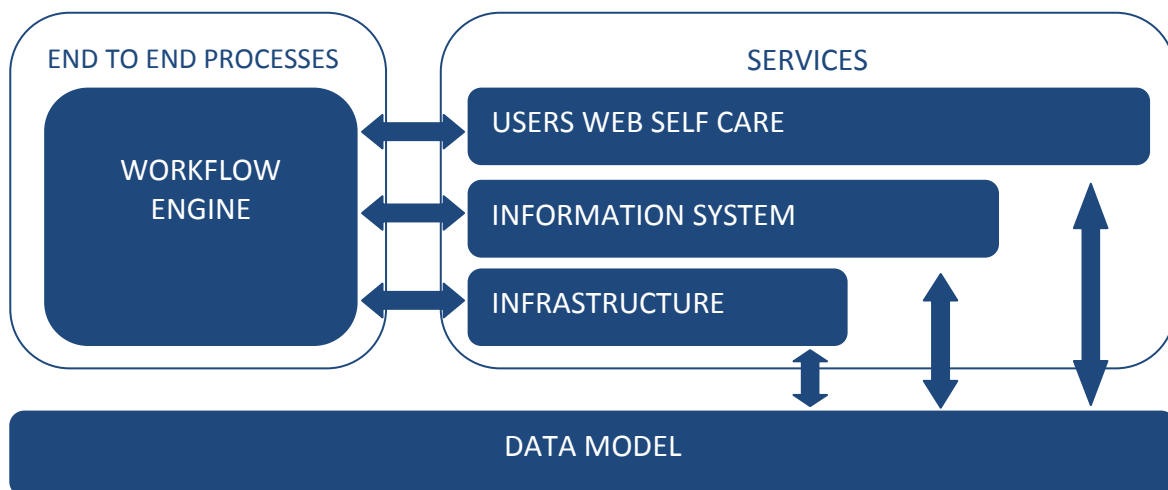 END TO END PROCESSES
SERVICES
WORKFLOW
ENGINE
USERS WEB SELF CARE
INFORMATION SYSTEM
INFRASTRUCTURE
DATA MODEL